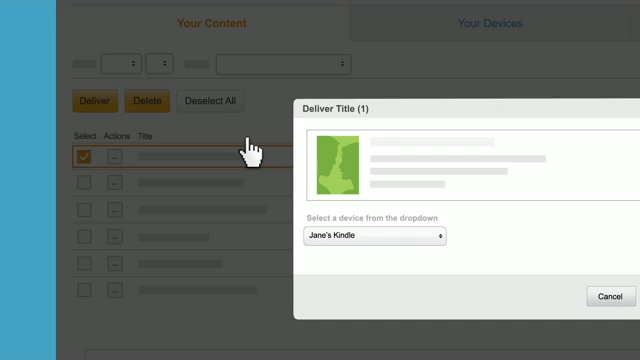 Your Content
Your Devices
Deliver
Delete
Deselect All
Select Actions Title
...
...
...
...
...
...
Deliver Title (1)
Select a device from the dropdown
Jane's Kindle
Cancel